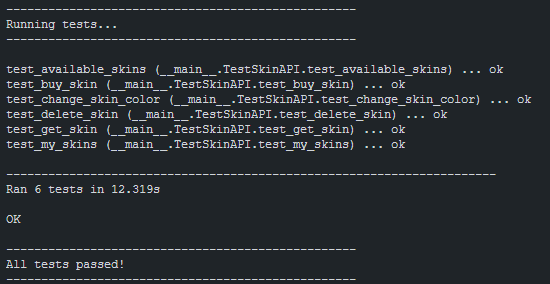 --------------------------------------------------
Running tests...
--------------------------------------------------
test_available_skins (__main__.TestSkinAPI.test_available_skins) ... ok
test_buy_skin (__main__.TestSkinAPI.test_buy_skin) ... ok
test_change_skin_color (__main__.TestSkinAPI.test_change_skin_color) ... ok
test_delete_skin (__main__.TestSkinAPI.test_delete_skin) ... ok
test_get_skin (__main__.TestSkinAPI.test_get_skin) ... ok
test_my_skins (__main__.TestSkinAPI.test_my_skins) ... ok
----------------------------------------------------------------------
Ran 6 tests in 12.319s
OK
--------------------------------------------------
All tests passed!
--------------------------------------------------